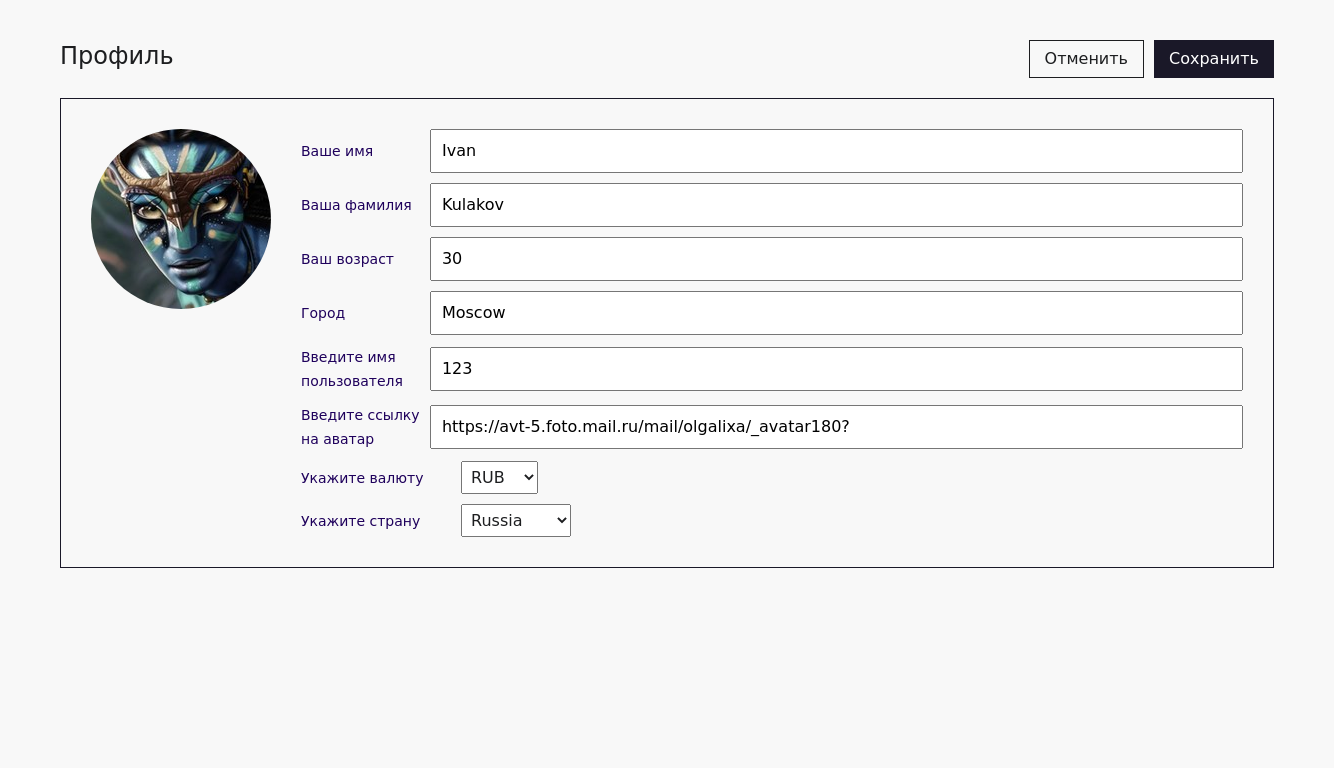 Профиль
Отменить
Сохранить
Ваше имя
Ivan
Ваша фамилия
Kulakov
Ваш возраст
30
Город
Moscow
Введите имя
пользователя
123
Введите ссылку
на аватар
https://avt-5.foto.mail.ru/mail/olgalixa/_avatar180?
Укажите валюту
RUB
Укажите страну
Russia